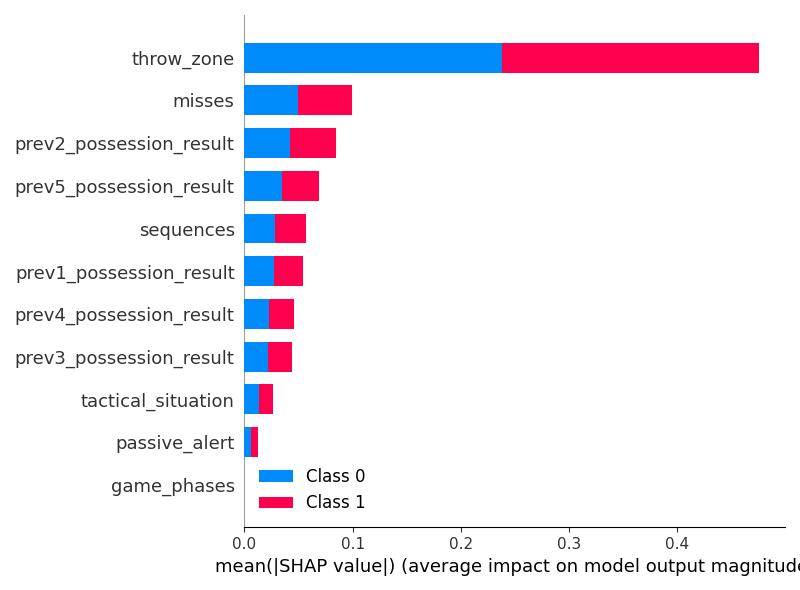 throw_zone
misses
prev2_possession_result
prev5_possession_result
sequences
prev1_possession_result
prev4_possession_result
prev3_possession_result
tactical_situation
passive_alert
game_phases
Class 0
Class 1
0.0 0.1 0.2 0.3 0.4
mean(|SHAP value|) (average impact on model output magnitude